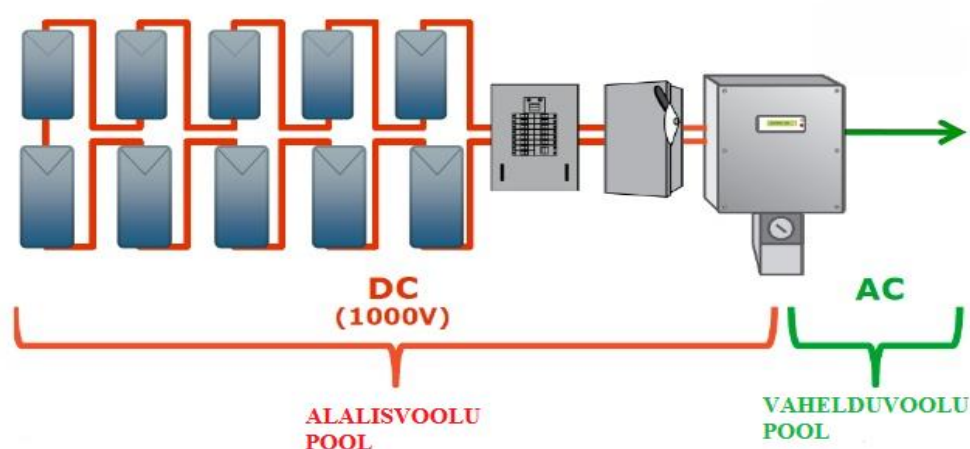 DC
(1000V)
AC
ALALISVOOLU
POOL
VAHELDUVOOLU
POOL